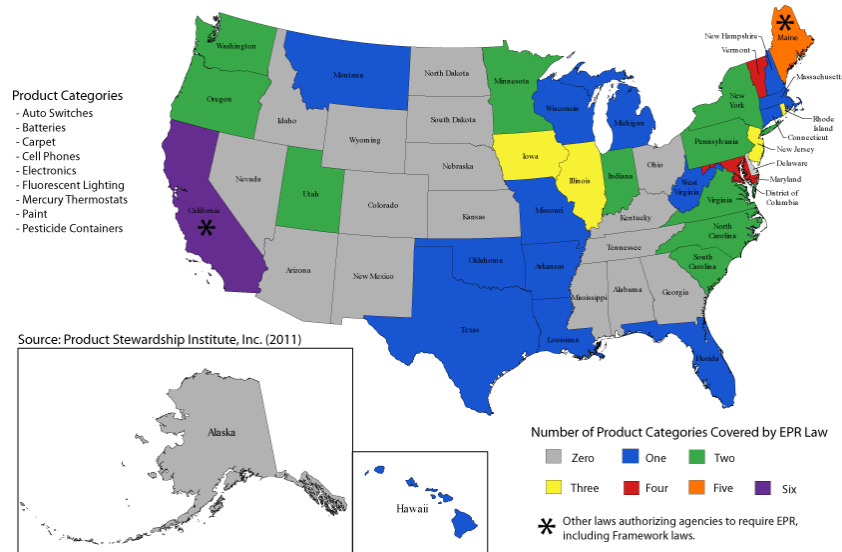 Product Categories
- Auto Switches
- Batteries
- Carpet
- Cell Phones
- Electronics
- Fluorescent Lighting
- Mercury Thermostats
- Paint
- Pesticide Containers
Washington
Oregon
California
*
Idaho
Nevada
Montana
Wyoming
Utah
Arizona
Colorado
New Mexico
North Dakota
South Dakota
Nebraska
Kansas
Oklahoma
Texas
Minnesota
Iowa
Missouri
Arkansas
Louisiana
Wisconsin
Illinois
Michigan
Indiana
Ohio
Kentucky
Tennessee
Mississippi
Alabama
Georgia
Florida
South
Carolina
North
Carolina
Virginia
West
Virginia
Pennsylvania
New
York
New Hampshire
Vermont
*
Maine
Massachusett
Rhode
Island
Connecticut
New Jersey
Delaware
Maryland
District of
Columbia
Source: Product Stewardship Institute, Inc. (2011)
Alaska
Hawaii
Number of Product Categories Covered by EPR Law
Zero One Two
Three Four Five Six
* Other laws authorizing agencies to require EPR,
including Framework laws.